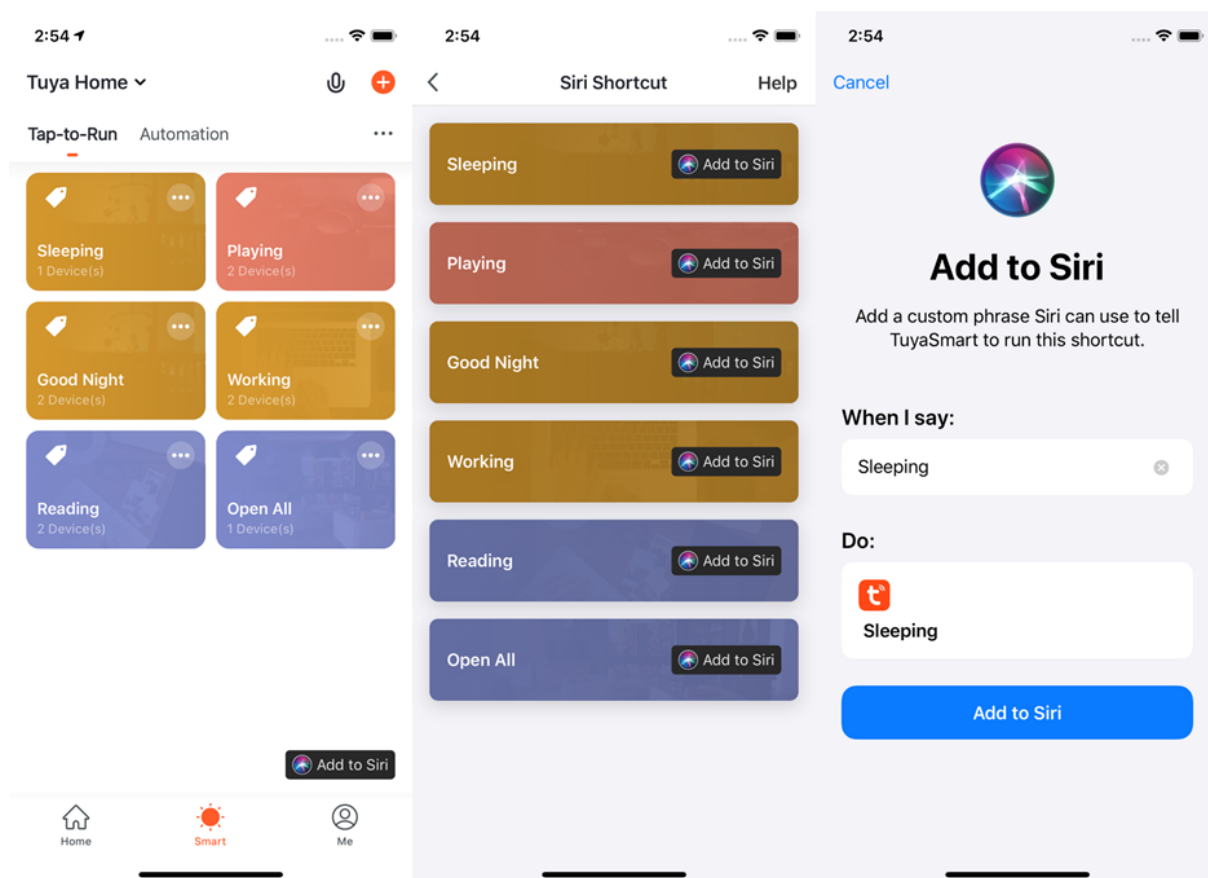 2:54
Tuya Home
Tap-to-Run Automation
Sleeping
1 Device(s)
Playing
2 Device(s)
Good Night
2 Device(s)
Working
2 Device(s)
Reading
2 Device(s)
Open All
1 Device(s)
Add to Siri
Home
Smart
Me
2:54
Siri Shortcut
Help
Sleeping
Add to Siri
Playing
Add to Siri
Good Night
Add to Siri
Working
Add to Siri
Reading
Add to Siri
Open All
Add to Siri
2:54
Cancel
Add to Siri
Add a custom phrase Siri can use to tell
TuyaSmart to run this shortcut.
When I say:
Sleeping
Do:
Sleeping
Add to Siri